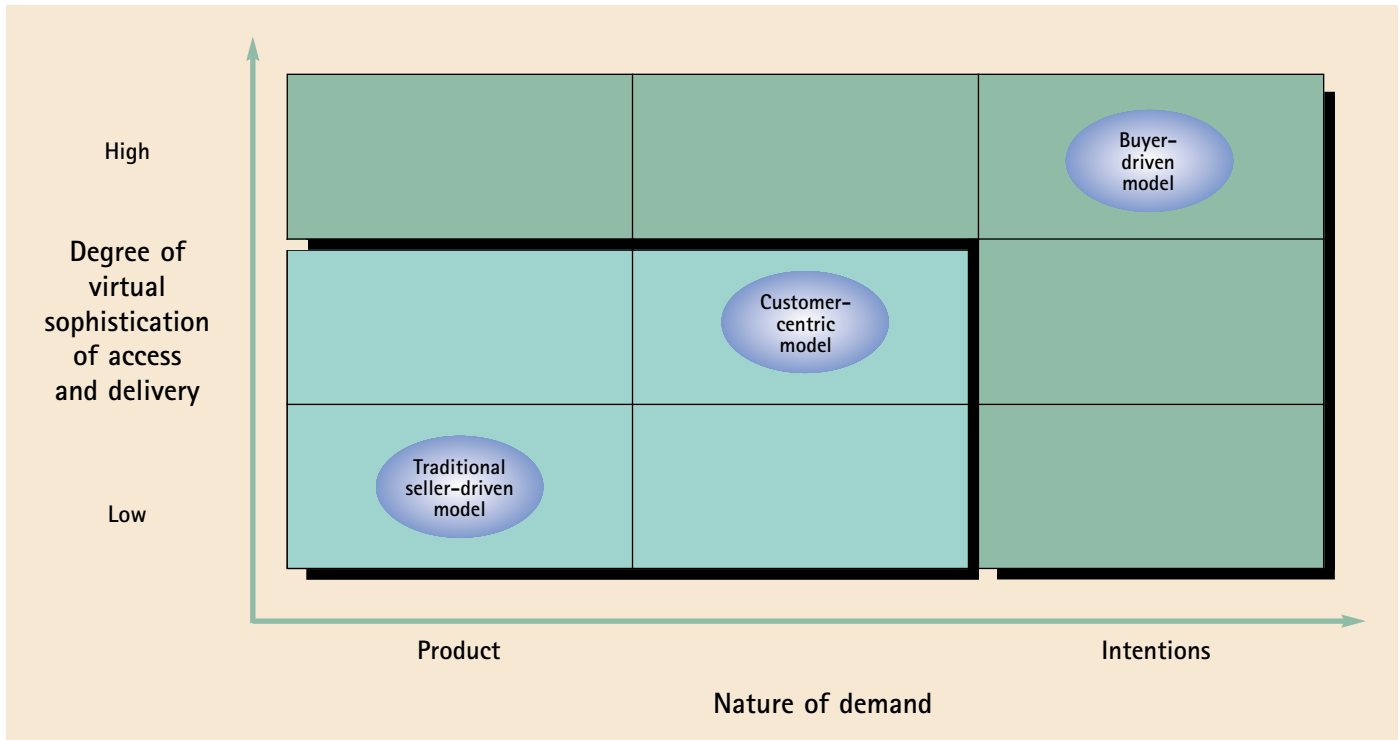 High
Buyer-
driven
model
Degree of
virtual
sophistication
of access
and delivery
Customer-
centric
model
Traditional
seller-driven
model
Low
Product
Intentions
Nature of demand